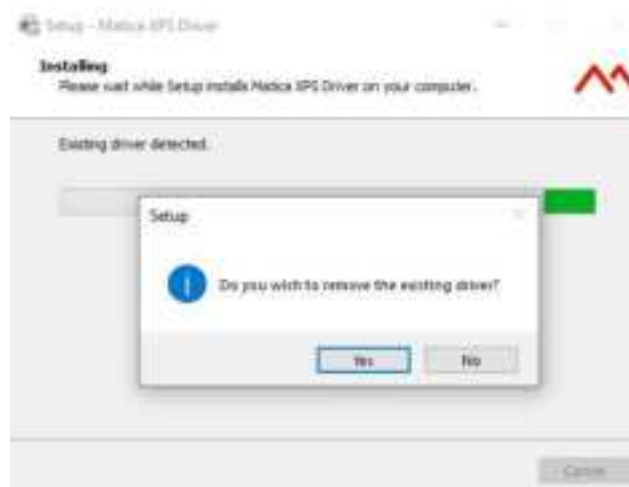 Setup - Matica XPS Driver
Installing
Please wait while Setup installs Matica XPS Driver on your computer.
Existing driver detected.
Setup
Do you wish to remove the existing driver?
Yes
No
Cancel